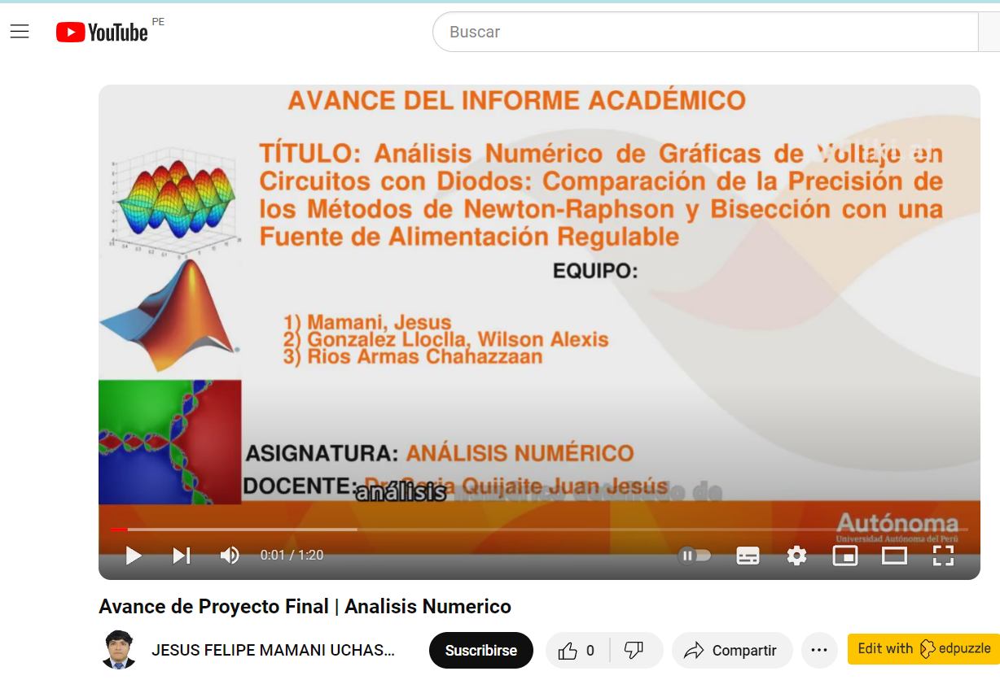 YouTube PE
Buscar
AVANCE DEL INFORME ACADÉMICO
TÍTULO: Análisis Numérico de Gráficas de Voltaje en
Circuitos con Diodos: Comparación de la Precisión de
los Métodos de Newton-Raphson y Bisección con una
Fuente de Alimentación Regulable
EQUIPO:
1) Mamani, Jesus
2) Gonzalez Lloclla, Wilson Alexis
3) Rios Armas Chahazzaan
ASIGNATURA: ANÁLISIS NUMÉRICO
DOCENTE: Dr. Soria Quijaite Juan Jesús
análisis numérico detallado de
Autónoma
Universidad Autónoma del Perú
0:01 / 1:20
Avance de Proyecto Final | Analisis Numerico
JESUS FELIPE MAMANI UCHAS...
Suscribirse
0
Compartir
Edit with edpuzzle